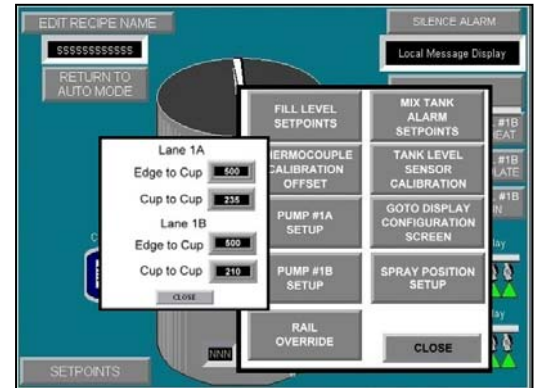 EDIT RECIPE NAME
SSSSSSSSSSSS
RETURN TO
AUTO MODE
SILENCE ALARM
Local Message Display
FILL LEVEL
SETPOINTS
MIX TANK
ALARM
SETPOINTS
HERMOCOUPLE
CALIBRATION
OFFSET
TANK LEVEL
SENSOR
CALIBRATION
PUMP #1A
SETUP
GOTO DISPLAY
CONFIGURATION
SCREEN
PUMP #1B
SETUP
SPRAY POSITION
SETUP
RAIL
OVERRIDE
CLOSE
Lane 1A
Edge to Cup 500
Cup to Cup 235
Lane 1B
Edge to Cup 500
Cup to Cup 210
CLOSE
#1B
EAT
#1B
LATE
#1B
NNN
SETPOINTS